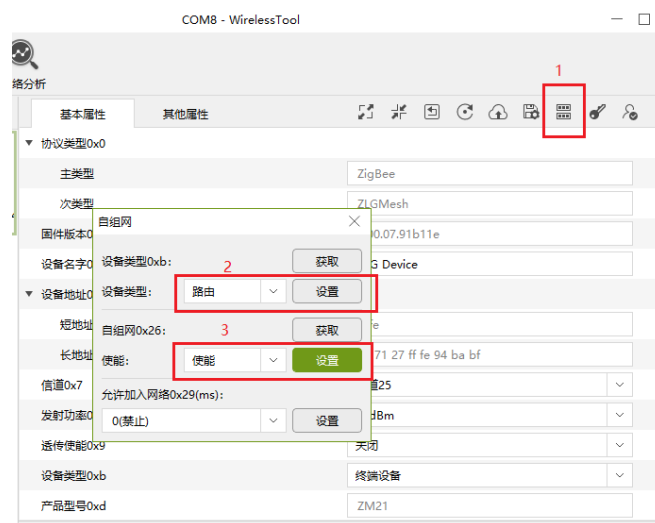 COM8 - WirelessTool
络分析
1
基本属性 其他属性
协议类型0x0
主类型 ZigBee
次类型 ZLGMesh
自组网
固件版本0 00.07.91b11e
设备类型0xb: 获取
设备名字0 G Device
2
设备类型: 路由 设置
设备地址0
短地址
自组网0x26: 3 获取
长地址 71 27 ff fe 94 ba bf
使能: 使能 设置
信道0x7 道25
允许加入网络0x29(ms):
发射功率0 dBm
0(禁止) 设置
透传使能0x9 关闭
设备类型0xb 终端设备
产品型号0xd ZM21